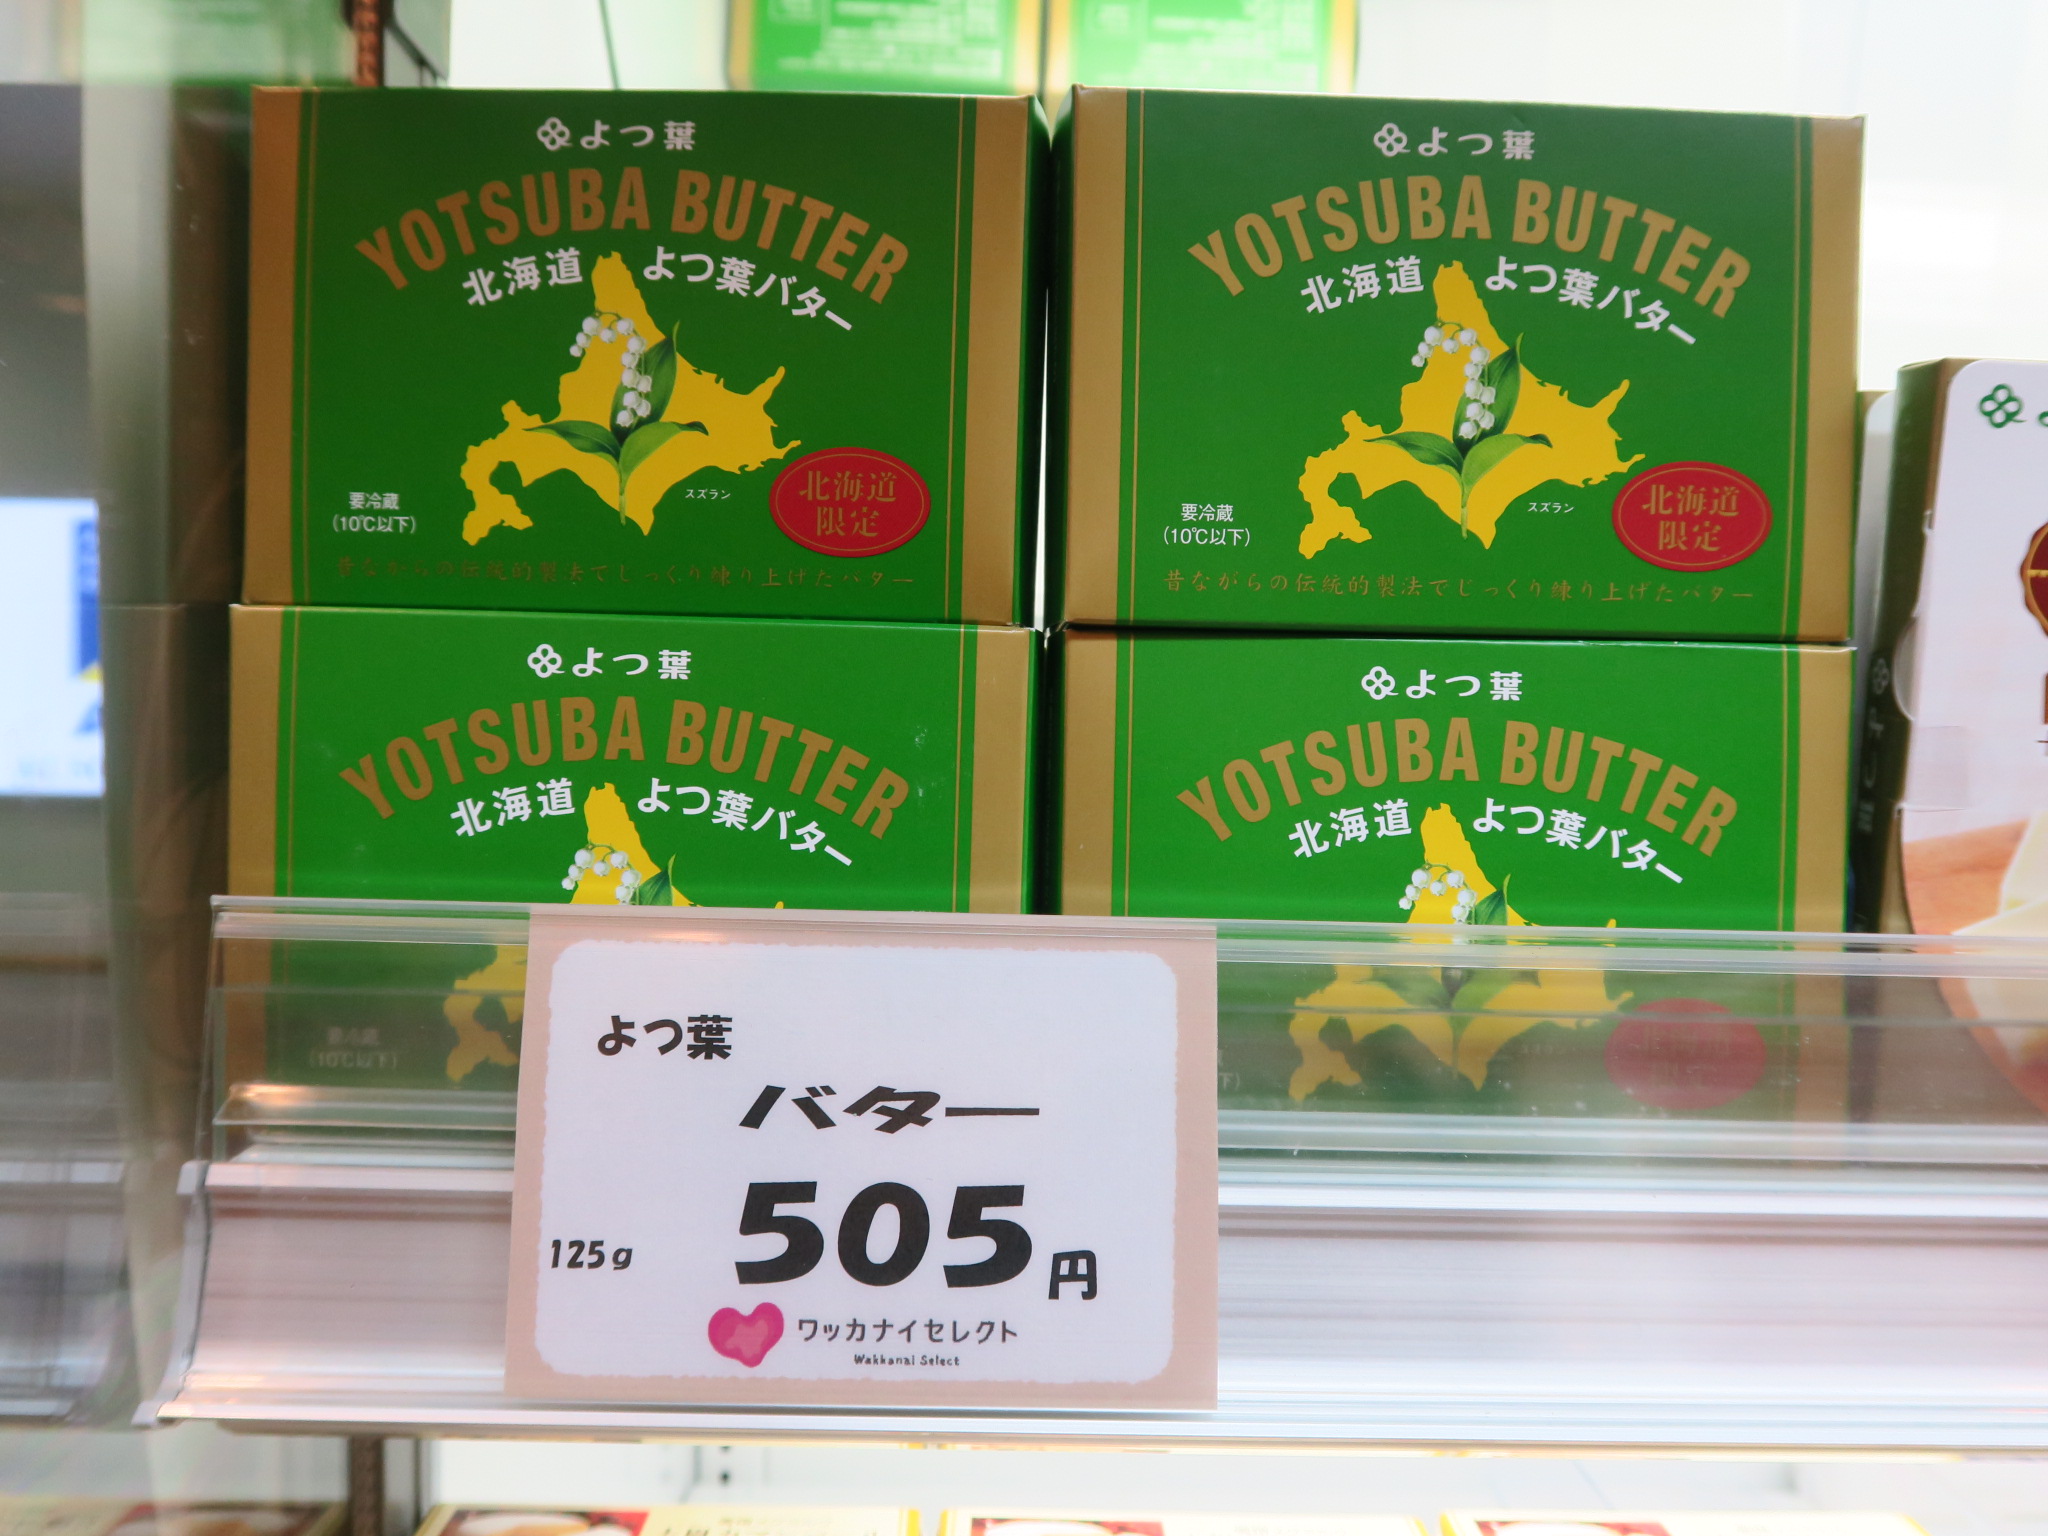 よつ葉
YOTSUBA BUTTER
北海道 よつ葉バター
スズラン
要冷蔵
(10℃以下)
北海道
限定
昔ながらの伝統的製法でじっくり練り上げたバター
よつ葉
YOTSUBA BUTTER
北海道 よつ葉バター
スズラン
要冷蔵
(10℃以下)
北海道
限定
昔ながらの伝統的製法でじっくり練り上げたバター
よつ葉
YOTSUBA BUTTER
北海道 よつ葉バター
要冷蔵
(10℃以下)
よつ葉
YOTSUBA BUTTER
北海道 よつ葉バター
よつ葉
バター
125g
505円
ワッカナイセレクト
Wakkanai Select